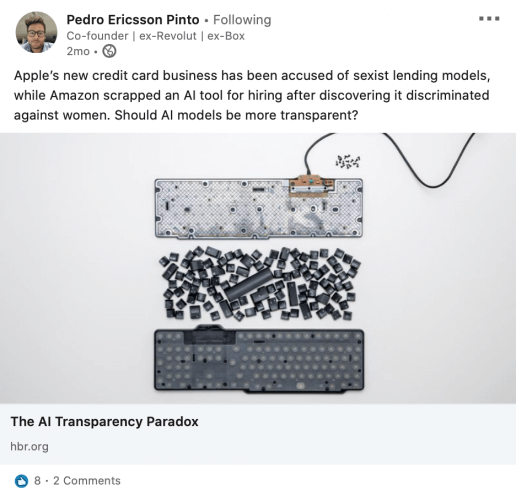 Pedro Ericsson Pinto • Following
Co-founder | ex-Revolut | ex-Box
2mo •
Apple's new credit card business has been accused of sexist lending models,
while Amazon scrapped an AI tool for hiring after discovering it discriminated
against women. Should AI models be more transparent?
The AI Transparency Paradox
hbr.org
8 · 2 Comments